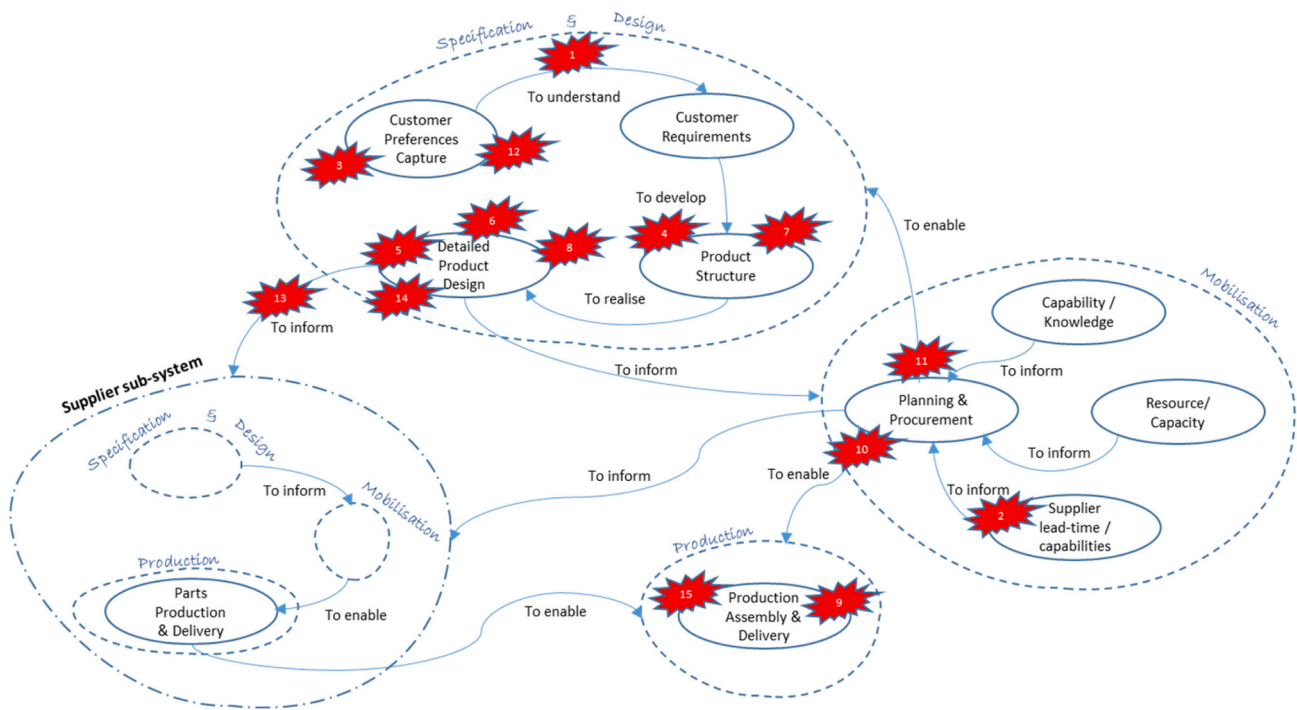 Specification & Design
1
To understand
Customer
Preferences
Capture
3
12
Customer
Requirements
To develop
4
7
Product
Structure
6
5
8
Detailed
Product
Design
14
To realise
13
To inform
To inform
To enable
Mobilisation
Capability /
Knowledge
11
To inform
Planning &
Procurement
Resource/
Capacity
10
To inform
To enable
To inform
2
Supplier
lead-time /
capabilities
To inform
Supplier sub-system
Specification & Design
To inform
Mobilisation
Production
Parts
Production
& Delivery
To enable
To enable
Production
15
9
Production
Assembly &
Delivery